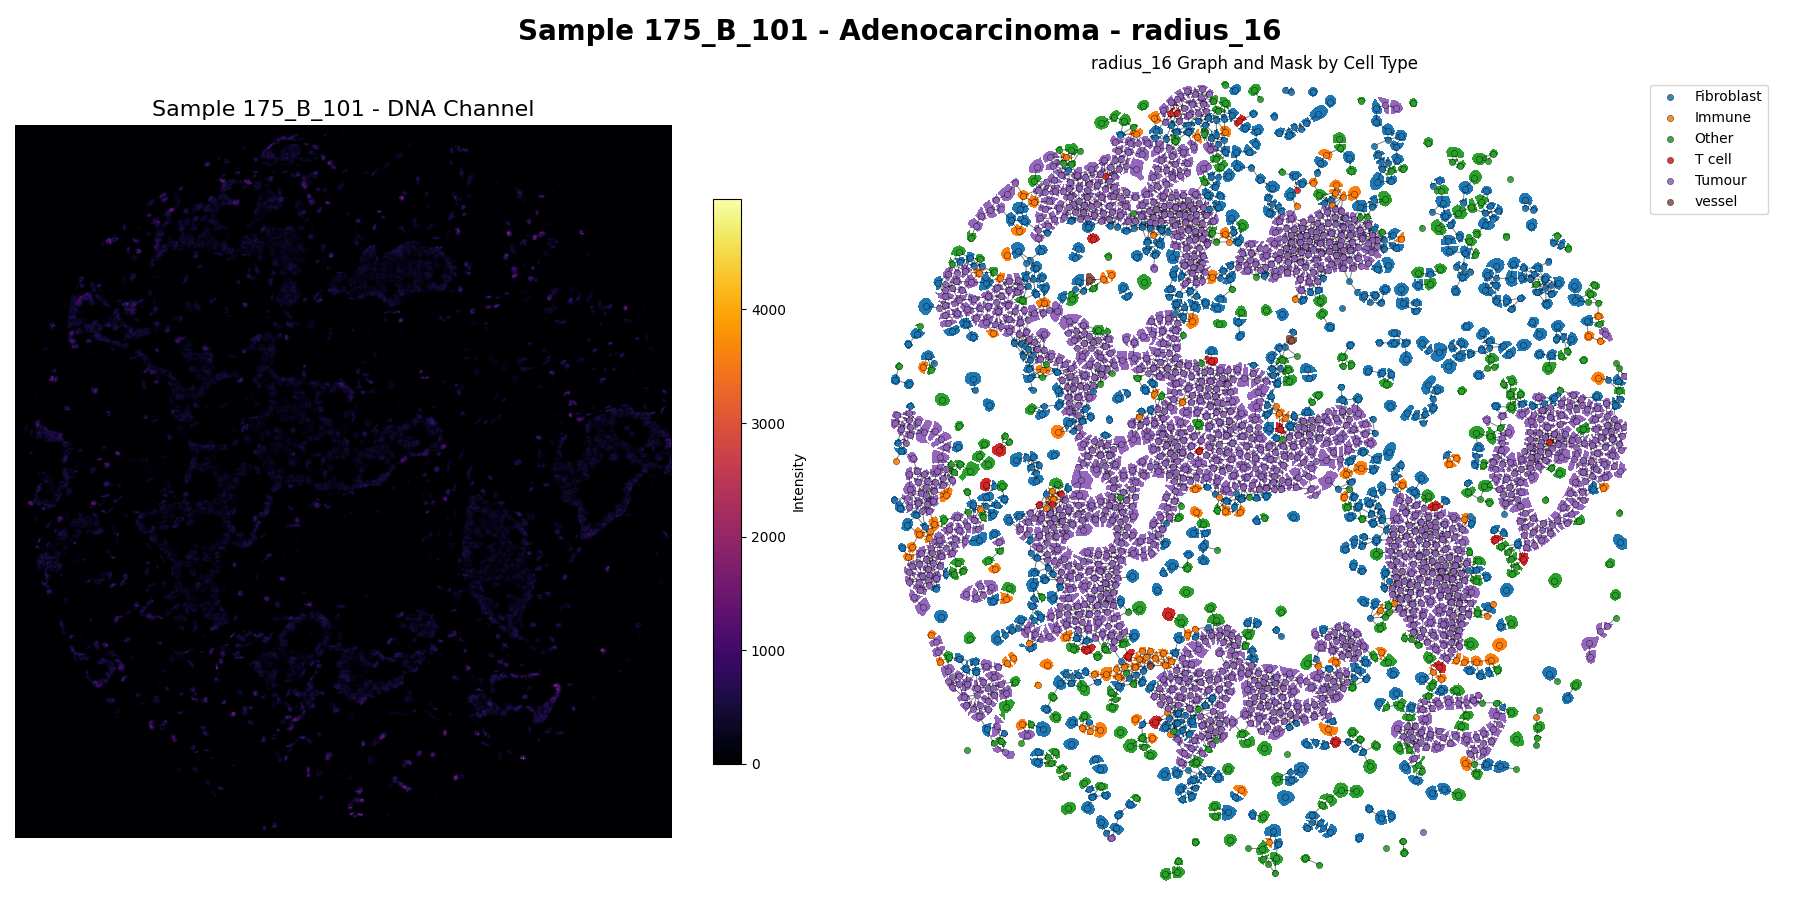 Sample 175_B_101 - Adenocarcinoma - radius_16
Sample 175_B_101 - DNA Channel
4000
3000
2000
1000
0
Intenstity
radius_16 Graph and Mask by Cell Type
Fibroblast
Immune
Other
T cell
Tumour
vessel